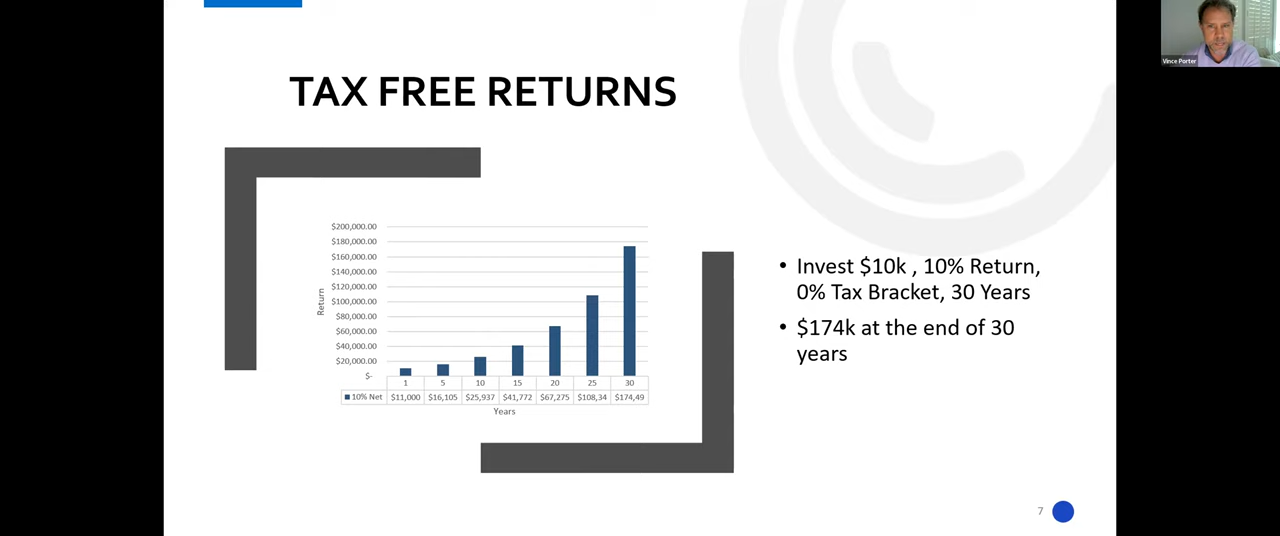 Vince Porter
TAX FREE RETURNS
$200,000.00
$180,000.00
$160,000.00
$140,000.00
$120,000.00
$100,000.00
$80,000.00
$60,000.00
$40,000.00
$20,000.00
$-
Return
1 5 10 15 20 25 30
10% Net $11,000 $16,105 $25,937 $41,772 $67,275 $108,34 $174,49
Years
• Invest $10k , 10% Return,
0% Tax Bracket, 30 Years
• $174k at the end of 30
years
7